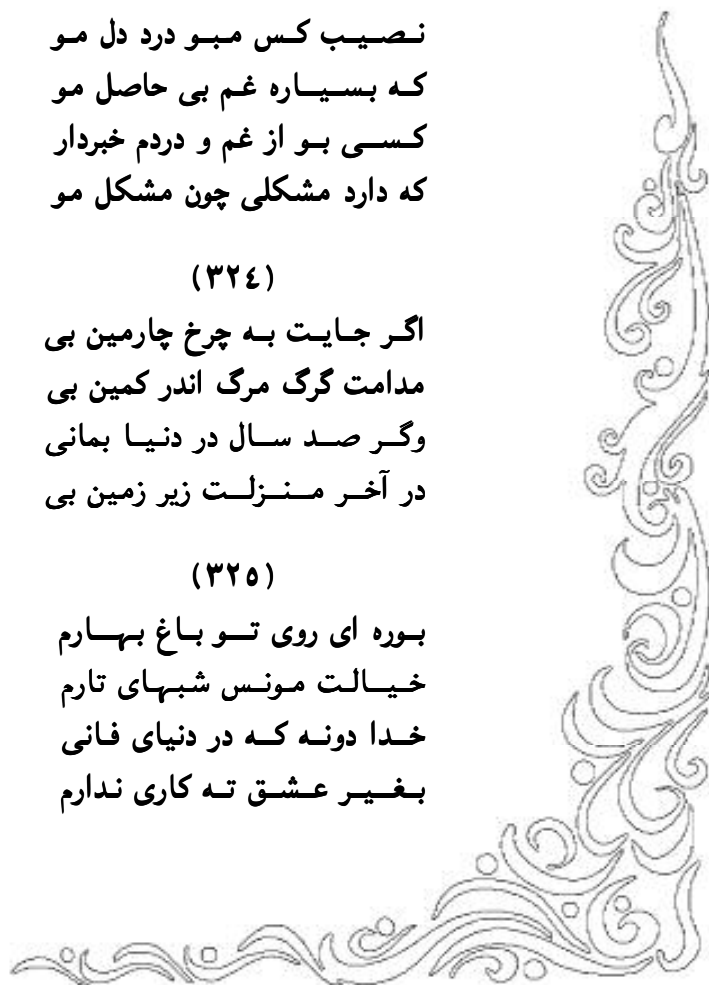 نصیب کس مبو درد دل مو
که بسیاره غم بی حاصل مو
کسی بو از غم و دردم خبردار
که دارد مشکلی چون مشکل مو
(۳۲٤)
اگر جایت به چرخ چارمین بی
مدامت گرگ مرگ اندر کمین بی
وگر صد سال در دنیا بمانی
در آخر منزلت زیر زمین بی
(۳۲٥)
بوره ای روی تو باغ بهارم
خیالت مونس شبهای تارم
خدا دونه که در دنیای فانی
بغیر عشق ته کاری ندارم